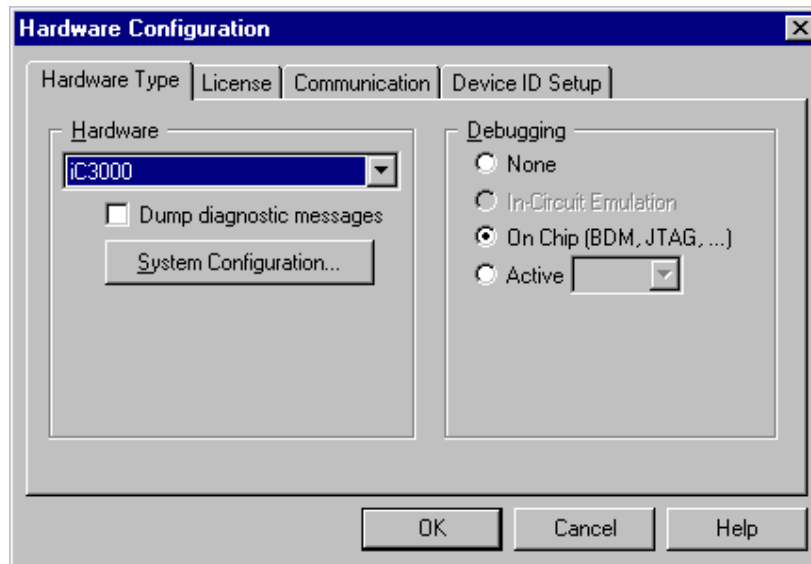 Hardware Configuration
Hardware Type License Communication Device ID Setup
Hardware
iC3000
Dump diagnostic messages
System Configuration...
Debugging
None
In-Circuit Emulation
On Chip (BDM, JTAG, ...)
Active
OK Cancel Help